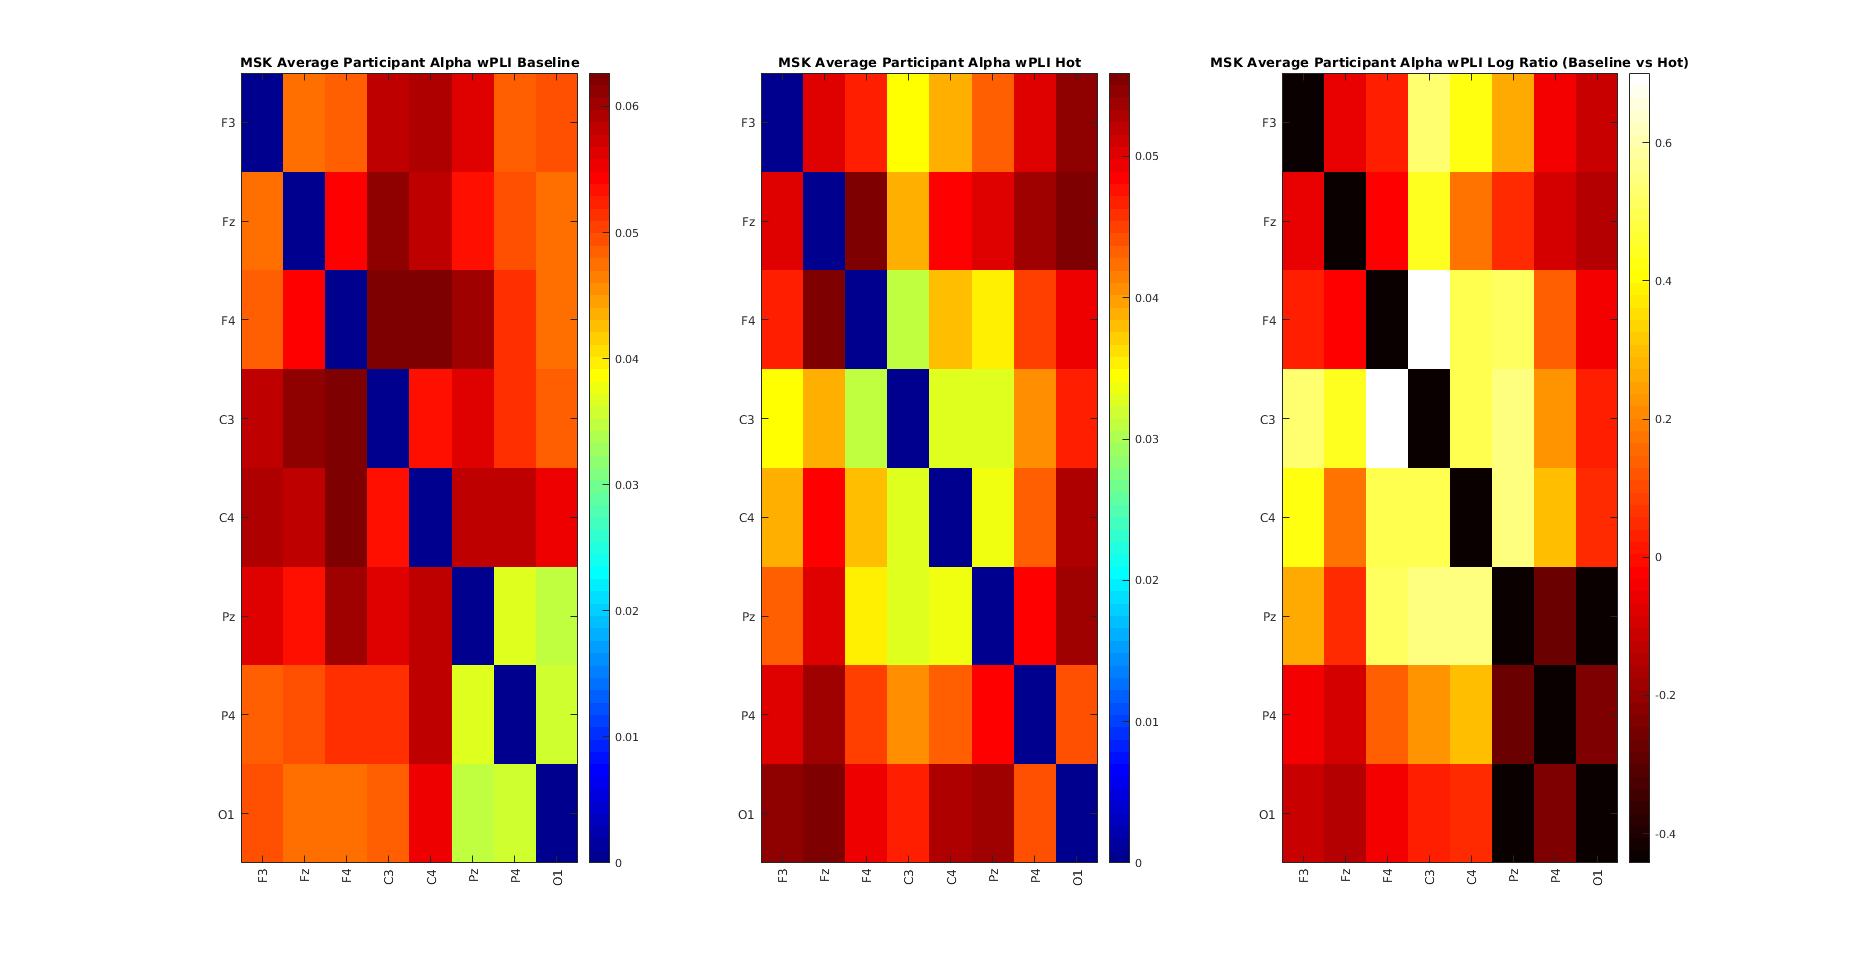 MSK Average Participant Alpha wPLI Baseline
F3
Fz
F4
C3
C4
Pz
P4
O1
F3 Fz F4 C3 C4 Pz P4 O1
0.06
0.05
0.04
0.03
0.02
0.01
0
MSK Average Participant Alpha wPLI Hot
F3
Fz
F4
C3
C4
Pz
P4
O1
F3 Fz F4 C3 C4 Pz P4 O1
0.05
0.04
0.03
0.02
0.01
0
MSK Average Participant Alpha wPLI Log Ratio (Baseline vs Hot)
F3
Fz
F4
C3
C4
Pz
P4
O1
F3 Fz F4 C3 C4 Pz P4 O1
0.6
0.4
0.2
0
-0.2
-0.4